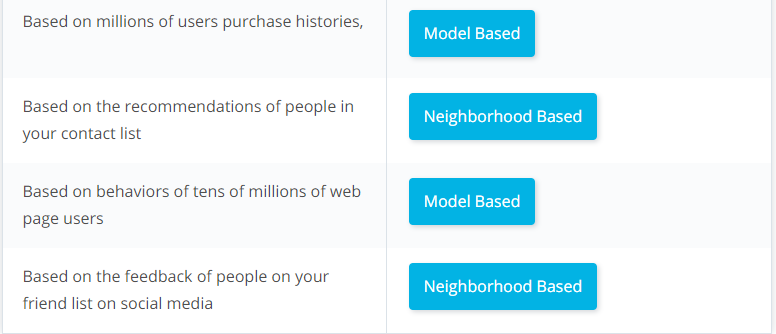 Based on millions of users purchase histories,
Model Based
Based on the recommendations of people in
your contact list
Neighborhood Based
Based on behaviors of tens of millions of web
page users
Model Based
Based on the feedback of people on your
friend list on social media
Neighborhood Based